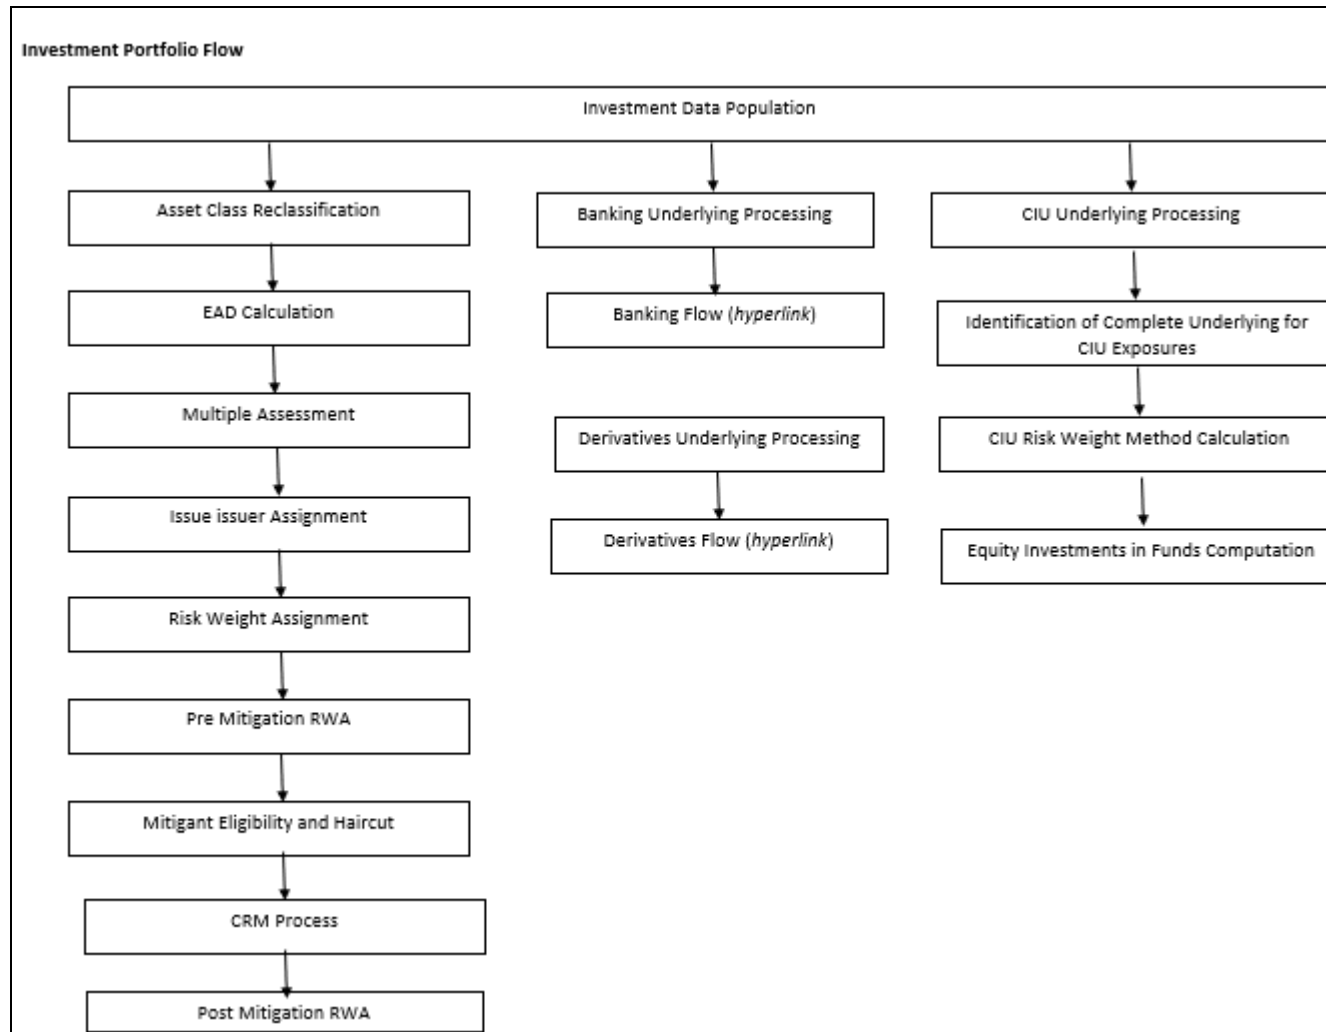 Investment Portfolio Flow
Investment Data Population
Asset Class Reclassification
EAD Calculation
Multiple Assessment
Issue issuer Assignment
Risk Weight Assignment
Pre Mitigation RWA
Mitigant Eligibility and Haircut
CRM Process
Post Mitigation RWA
Banking Underlying Processing
Banking Flow (hyperlink)
Derivatives Underlying Processing
Derivatives Flow (hyperlink)
CIU Underlying Processing
Identification of Complete Underlying for
CIU Exposures
CIU Risk Weight Method Calculation
Equity Investments in Funds Computation